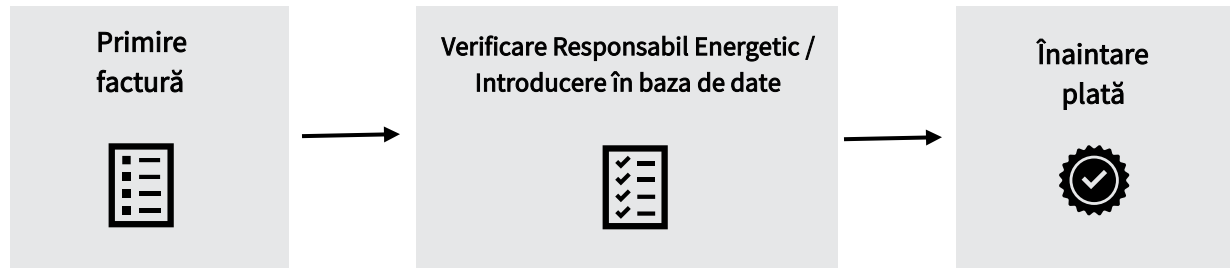 Primire
factură
Verificare Responsabil Energetic /
Introducere în baza de date
Înaintare
plată